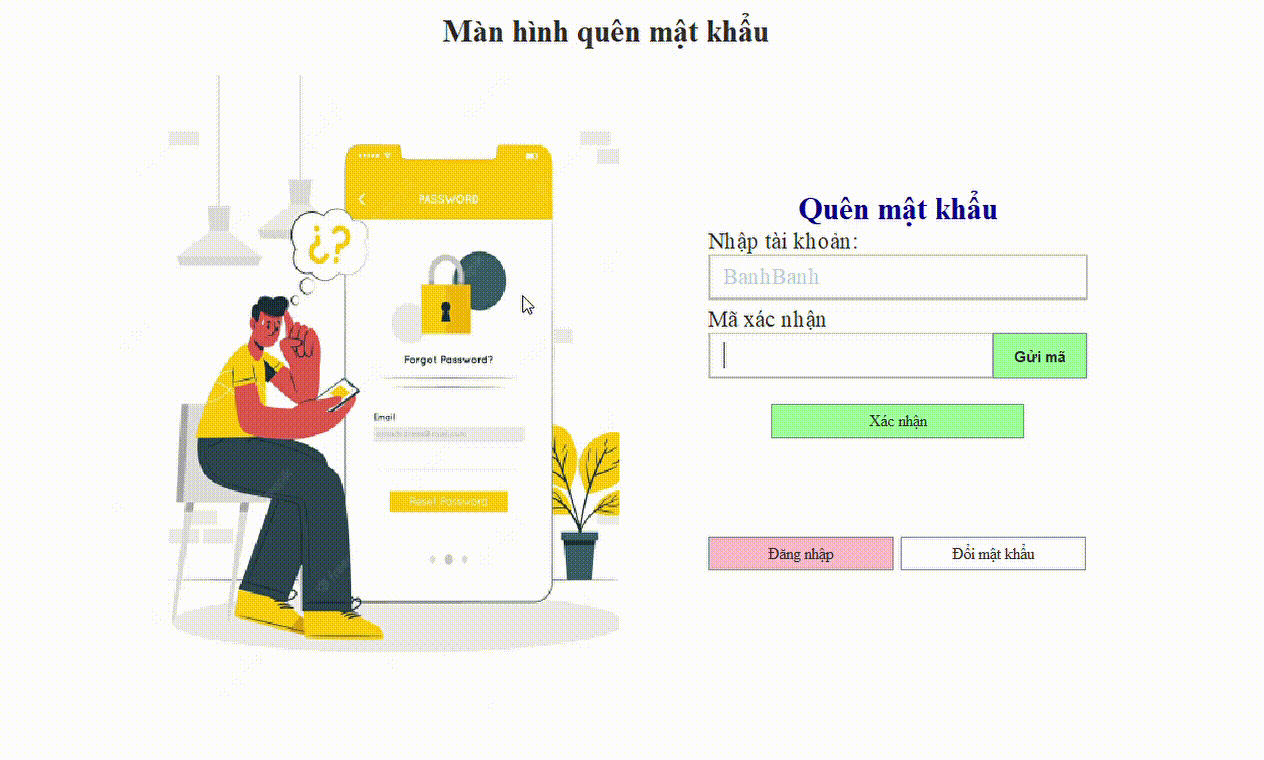 Màn hình quên mật khẩu
PASSWORD
¿?
Forgot Password?
Email
Reset Password
Quên mật khẩu
Nhập tài khoản:
BanhBanh
Mã xác nhận
Gửi mã
Xác nhận
Đăng nhập
Đổi mật khẩu